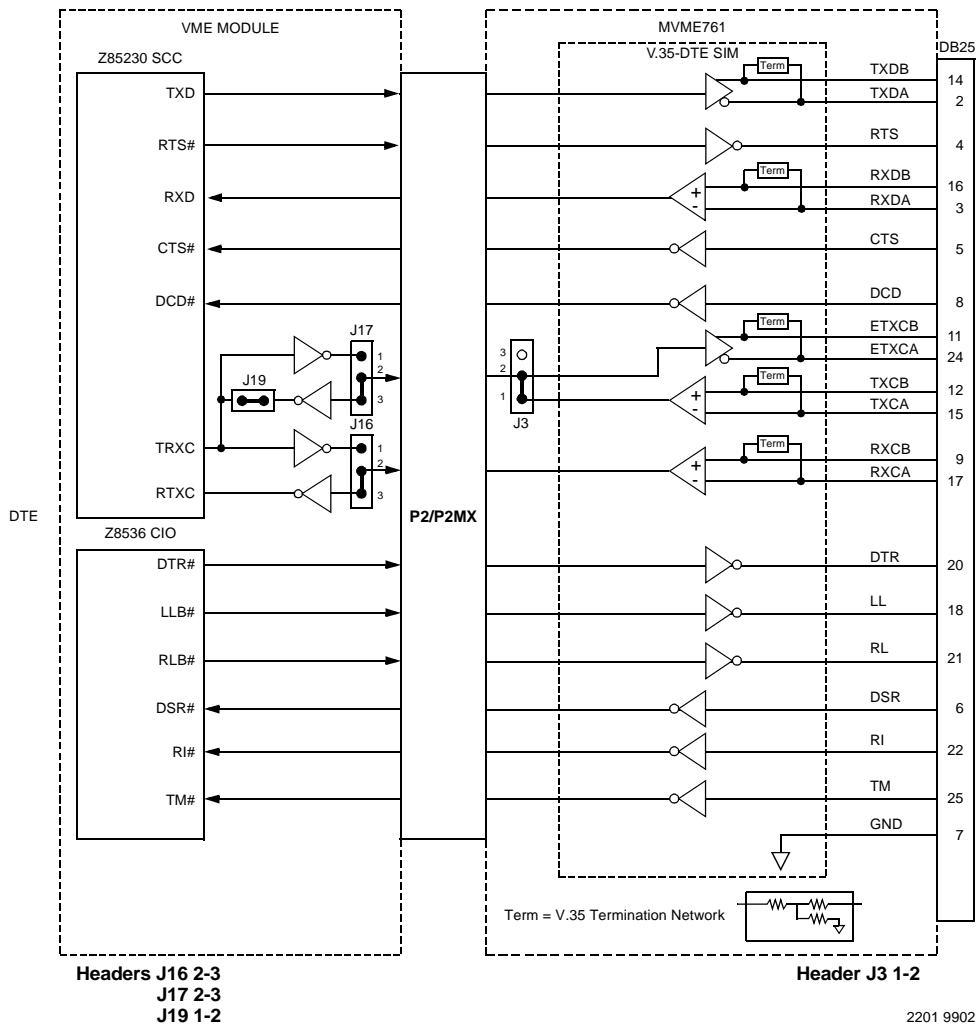 VME MODULE
MVME761
Z85230 SCC
V.35-DTE SIM
DB25
TXD
Term
TXDB
14
TXDA
2
RTS#
RTS
4
RXD
Term
RXDB
16
+
-
RXDA
3
CTS#
CTS
5
DCD#
DCD
8
J17
1
2
3
J19
Term
ETXCB
11
ETXCA
24
3
2
1
J3
Term
TXCB
12
+
-
TXCA
15
J16
1
2
3
TRXC
RTXC
Term
RXCB
9
+
-
RXCA
17
DTE
P2/P2MX
Z8536 CIO
DTR#
DTR
20
LLB#
LL
18
RLB#
RL
21
DSR#
DSR
6
RI#
RI
22
TM#
TM
25
GND
7
Term = V.35 Termination Network
Headers J16 2-3
J17 2-3
J19 1-2
Header J3 1-2
2201 9902